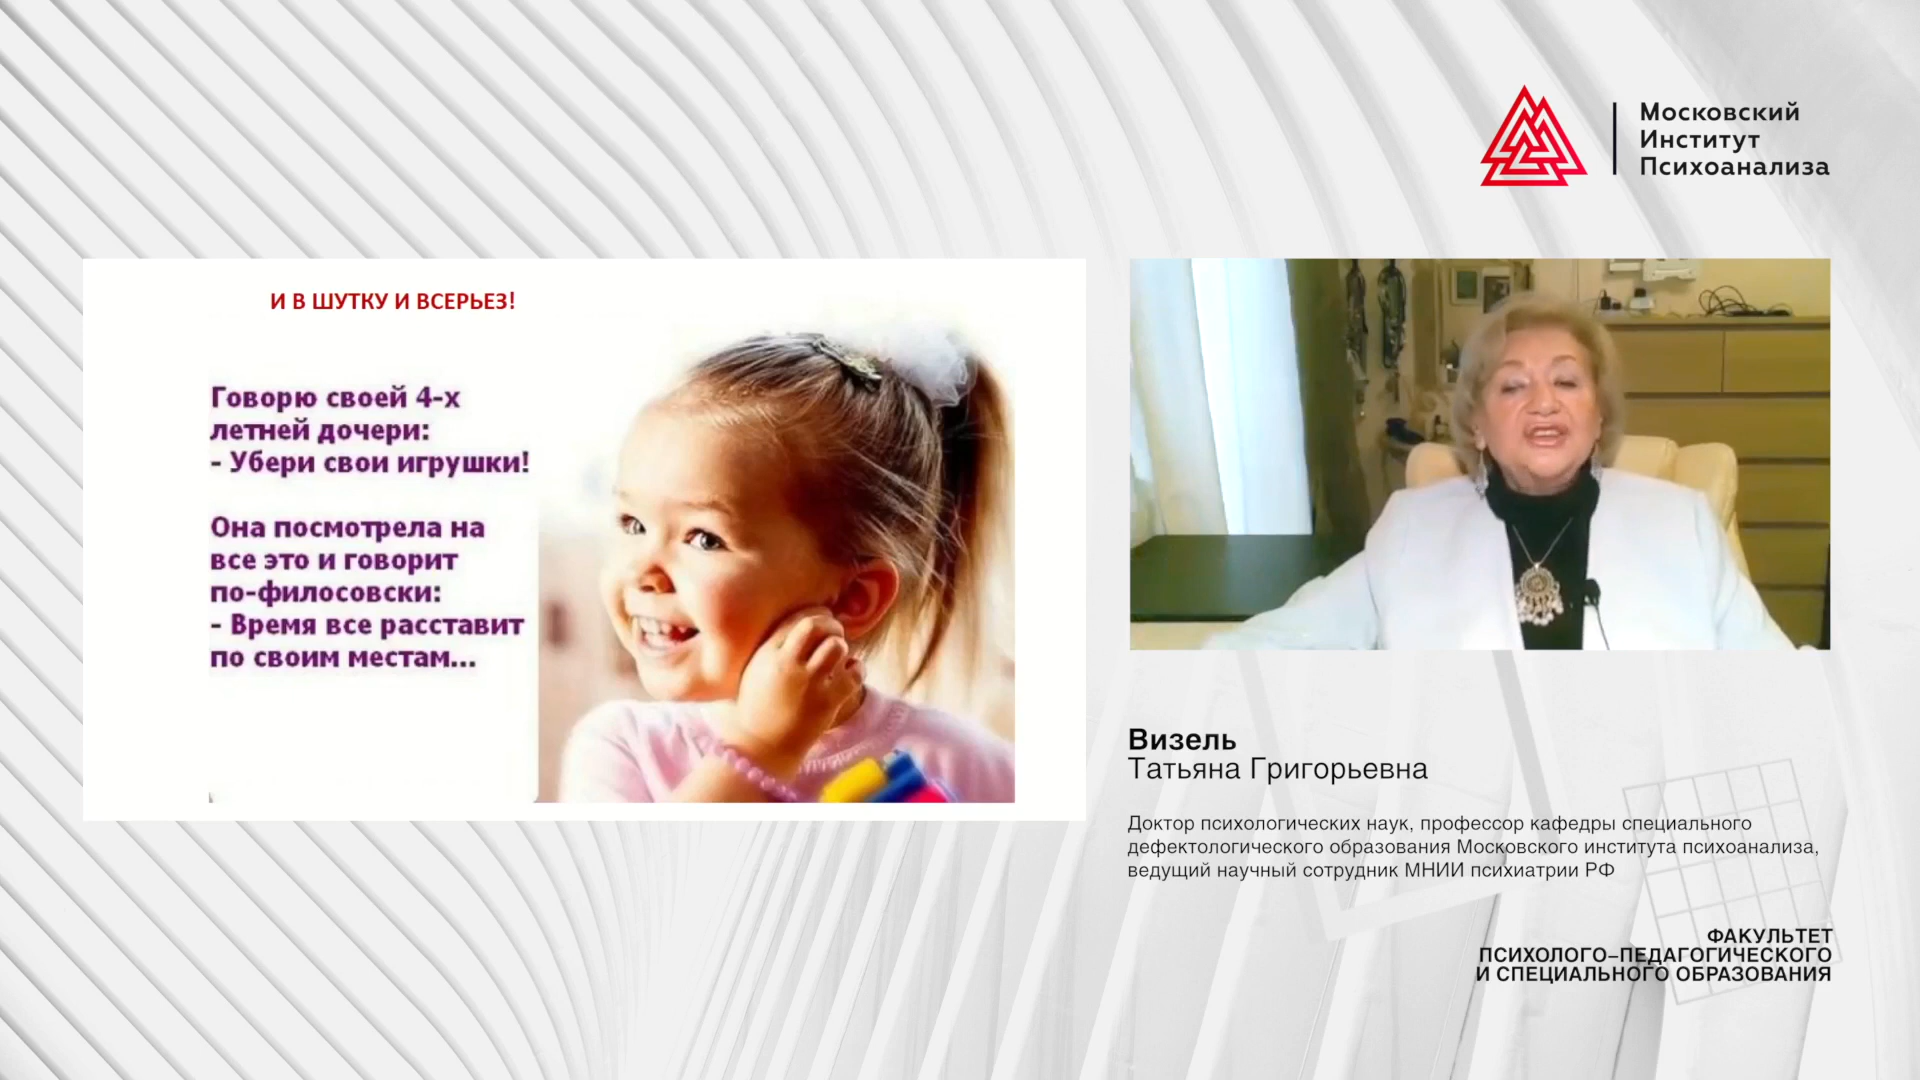 Московский
Институт
Психоанализа
И В ШУТКУ И ВСЕРЬЕЗ!
Говорю своей 4-х
летней дочери:
- Убери свои игрушки!
Она посмотрела на
все это и говорит
по-филосовски:
- Время все расставит
по своим местам...
Визель
Татьяна Григорьевна
Доктор психологических наук, профессор кафедры специального
дефектологического образования Московского института психоанализа,
ведущий научный сотрудник МНИИ психиатрии РФ
ФАКУЛЬТЕТ
ПСИХОЛОГО–ПЕДАГОГИЧЕСКОГО
И СПЕЦИАЛЬНОГО ОБРАЗОВАНИЯ